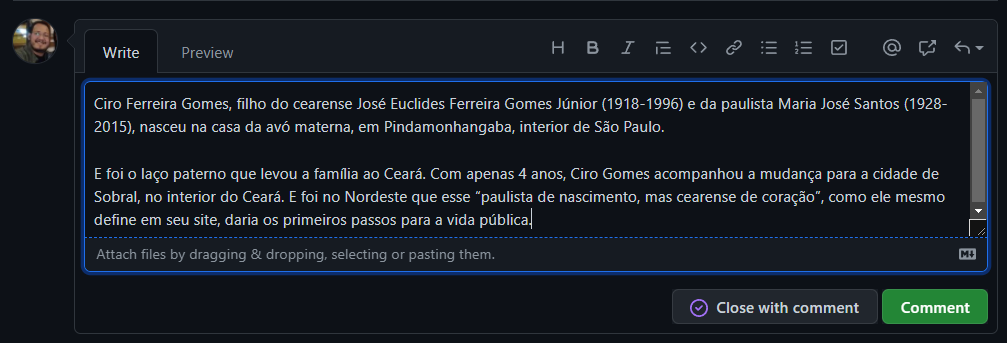 Write
Preview
Ciro Ferreira Gomes, filho do cearense José Euclides Ferreira Gomes Júnior (1918-1996) e da paulista Maria José Santos (1928-
2015), nasceu na casa da avó materna, em Pindamonhangaba, interior de São Paulo.
E foi o laço paterno que levou a família ao Ceará. Com apenas 4 anos, Ciro Gomes acompanhou a mudança para a cidade de
Sobral, no interior do Ceará. E foi no Nordeste que esse “paulista de nascimento, mas cearense de coração”, como ele mesmo
define em seu site, daria os primeiros passos para a vida pública.
Attach files by dragging & dropping, selecting or pasting them.
Close with comment
Comment